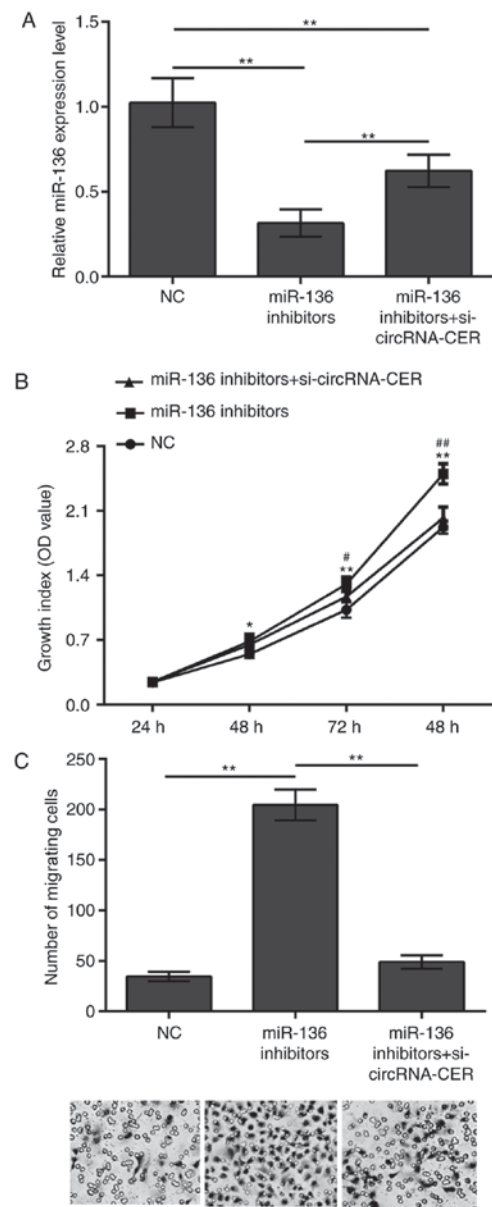 A
**
**
**
Relative miR-136 expression level
1.5
1.0
0.5
0.0
NC
miR-136
inhibitors
miR-136
inhibitors+si-
circRNA-CER
B
miR-136 inhibitors+si-circRNA-CER
miR-136 inhibitors
NC
Growth index (OD value)
2.8
2.1
1.4
0.7
0.0
*
#
**
##
**
24 h
48 h
72 h
48 h
C
**
**
Number of migrating cells
250
200
150
100
50
0
NC
miR-136
inhibitors
miR-136
inhibitors+si-
circRNA-CER